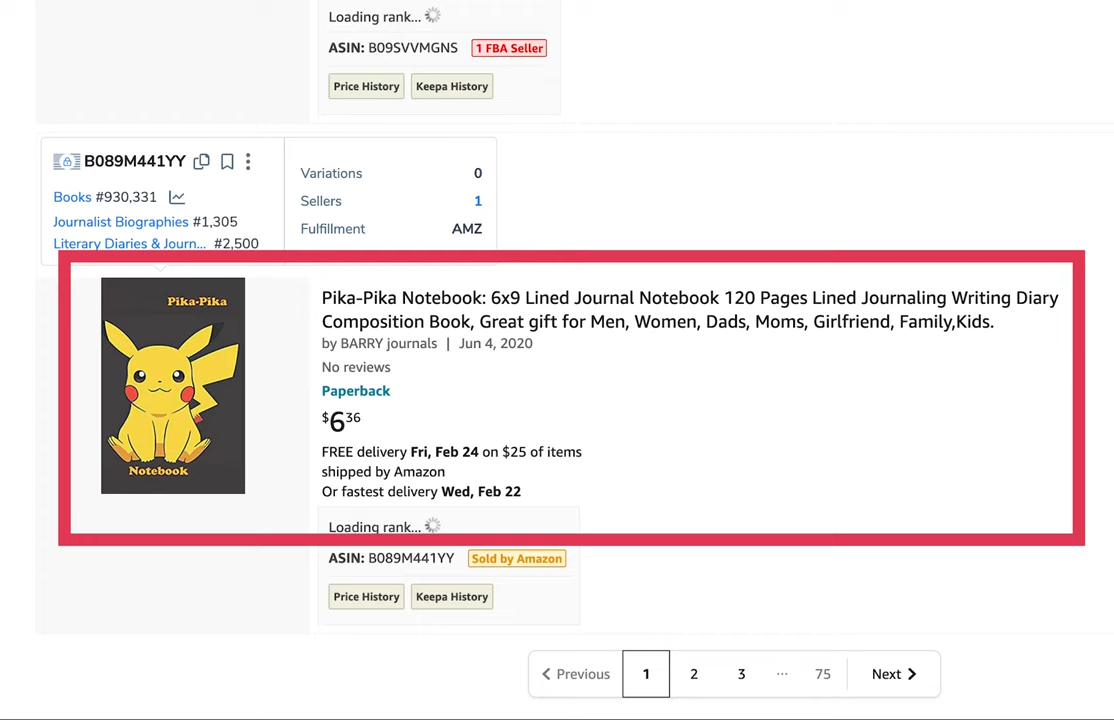 Loading rank...
ASIN: B09SVVMGNS 1 FBA Seller
Price History Keepa History
B089M441YY
Books #930,331
Journalist Biographies #1,305
Literary Diaries & Journ... #2,500
Variations 0
Sellers 1
Fulfillment AMZ
Pika-Pika
Notebook
Pika-Pika Notebook: 6x9 Lined Journal Notebook 120 Pages Lined Journaling Writing Diary
Composition Book, Great gift for Men, Women, Dads, Moms, Girlfriend, Family,Kids.
by BARRY journals | Jun 4, 2020
No reviews
Paperback
$636
FREE delivery Fri, Feb 24 on $25 of items
shipped by Amazon
Or fastest delivery Wed, Feb 22
Loading rank...
ASIN: B089M441YY Sold by Amazon
Price History Keepa History
Previous 1 2 3 ... 75 Next